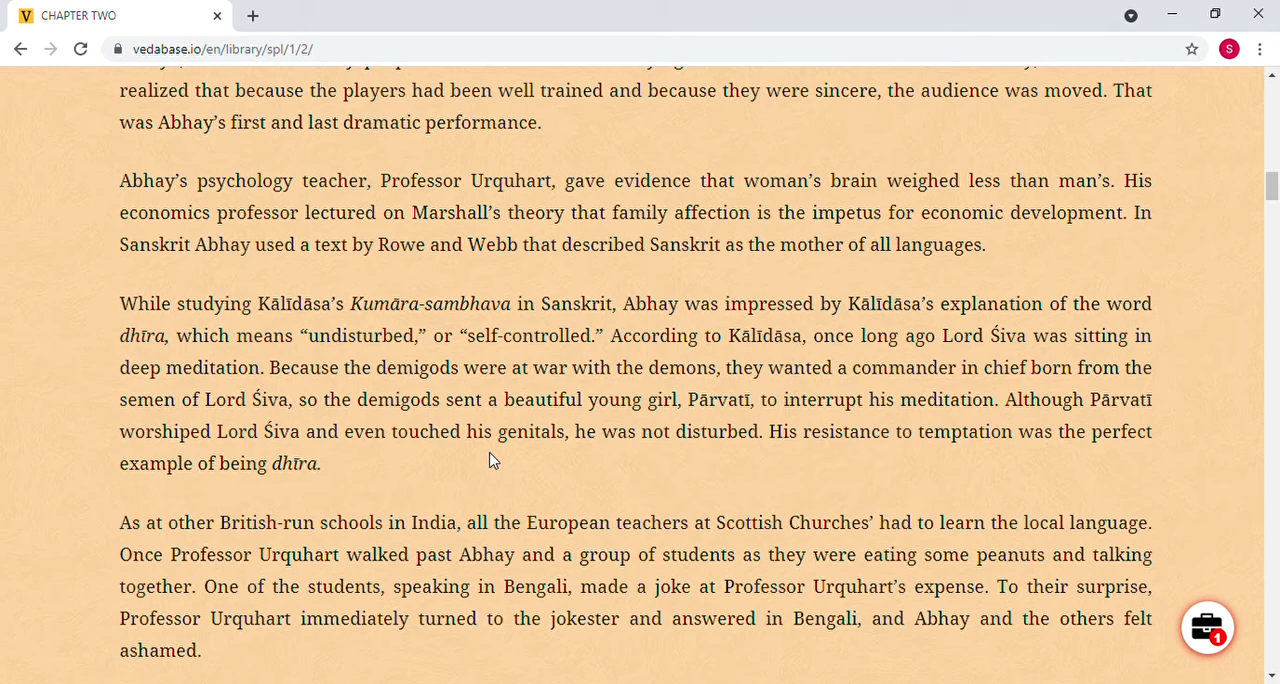 CHAPTER TWO
vedabase.io/en/library/spl/1/2/
S
realized that because the players had been well trained and because they were sincere, the audience was moved. That
was Abhay’s first and last dramatic performance.
Abhay’s psychology teacher, Professor Urquhart, gave evidence that woman’s brain weighed less than man’s. His
economics professor lectured on Marshall’s theory that family affection is the impetus for economic development. In
Sanskrit Abhay used a text by Rowe and Webb that described Sanskrit as the mother of all languages.
While studying Kālīdāsa’s Kumāra-sambhava in Sanskrit, Abhay was impressed by Kālīdāsa’s explanation of the word
dhīra, which means “undisturbed,” or “self-controlled.” According to Kālīdāsa, once long ago Lord Śiva was sitting in
deep meditation. Because the demigods were at war with the demons, they wanted a commander in chief born from the
semen of Lord Śiva, so the demigods sent a beautiful young girl, Pārvatī, to interrupt his meditation. Although Pārvatī
worshiped Lord Śiva and even touched his genitals, he was not disturbed. His resistance to temptation was the perfect
example of being dhīra.
As at other British-run schools in India, all the European teachers at Scottish Churches’ had to learn the local language.
Once Professor Urquhart walked past Abhay and a group of students as they were eating some peanuts and talking
together. One of the students, speaking in Bengali, made a joke at Professor Urquhart’s expense. To their surprise,
Professor Urquhart immediately turned to the jokester and answered in Bengali, and Abhay and the others felt
ashamed.
1